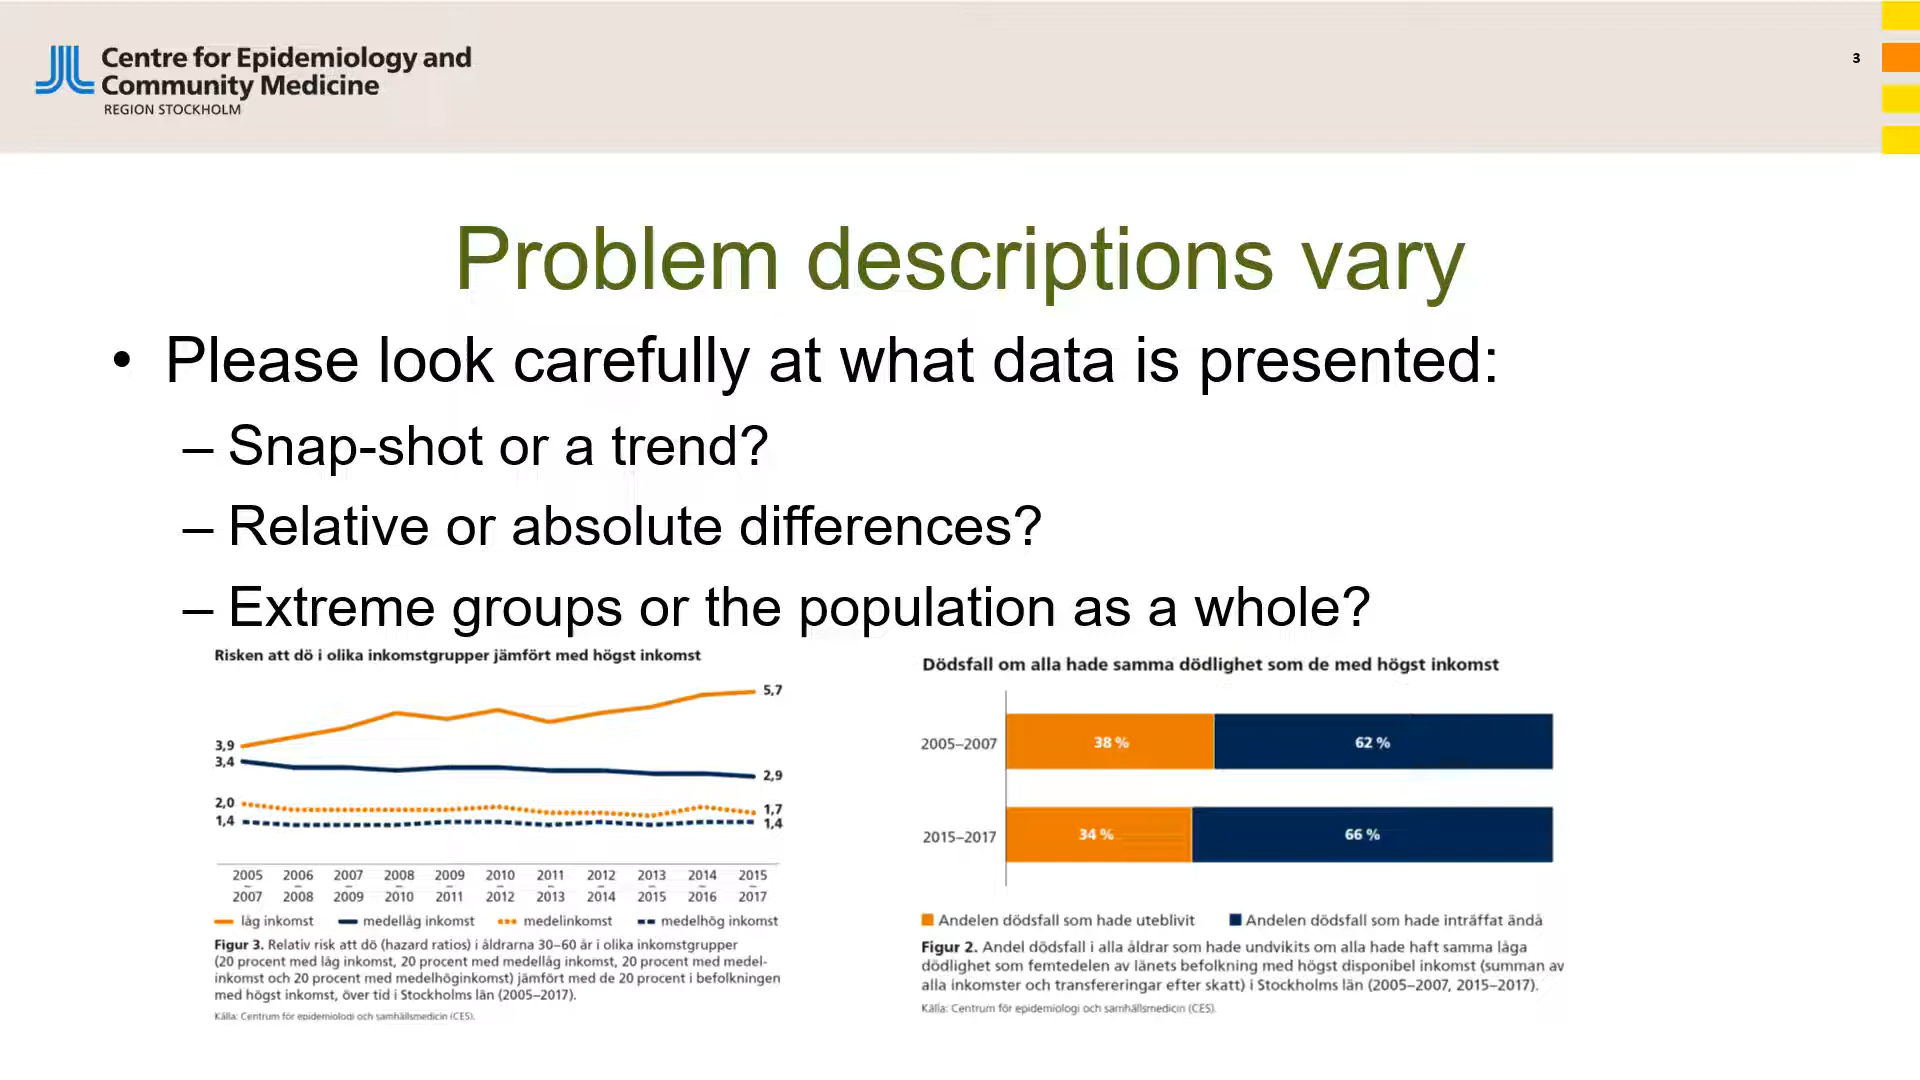 Centre for Epidemiology and
Community Medicine
REGION STOCKHOLM
3
Problem descriptions vary
• Please look carefully at what data is presented:
– Snap-shot or a trend?
– Relative or absolute differences?
– Extreme groups or the population as a whole?
Risken att dö i olika inkomstgrupper jämfört med högst inkomst
5,7
3,9
3,4
2,9
2,0
1,7
1,4
1,4
2005 2006 2007 2008 2009 2010 2011 2012 2013 2014 2015
– – – – – – – – – – –
2007 2008 2009 2010 2011 2012 2013 2014 2015 2016 2017
låg inkomst medellåg inkomst medelinkomst medelhög inkomst
Figur 3. Relativ risk att dö (hazard ratios) i åldrarna 30–60 år i olika inkomstgrupper
(20 procent med låg inkomst, 20 procent med medellåg inkomst, 20 procent med medel-
inkomst och 20 procent med medelhöginkomst) jämfört med de 20 procent i befolkningen
med högst inkomst, över tid i Stockholms län (2005–2017).
Källa: Centrum för epidemiologi och samhällsmedicin (CES).
Dödsfall om alla hade samma dödlighet som de med högst inkomst
2005–2007 38 % 62 %
2015–2017 34 % 66 %
Andelen dödsfall som hade uteblivit Andelen dödsfall som hade inträffat ändå
Figur 2. Andel dödsfall i alla åldrar som hade undvikits om alla hade haft samma låga
dödlighet som femtedelen av länets befolkning med högst disponibel inkomst (summan av
alla inkomster och transfereringar efter skatt) i Stockholms län (2005–2007, 2015–2017).
Källa: Centrum för epidemiologi och samhällsmedicin (CES).